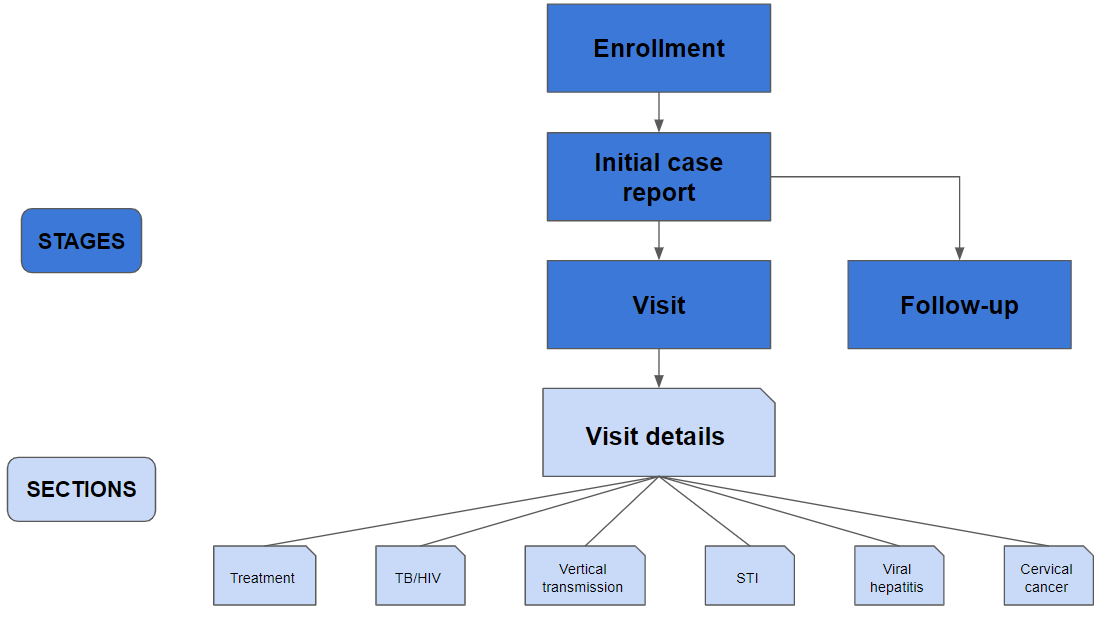 Enrollment
Initial case
report
STAGES
Visit
Follow-up
Visit details
SECTIONS
Treatment
TB/HIV
Vertical
transmission
STI
Viral
hepatitis
Cervical
cancer